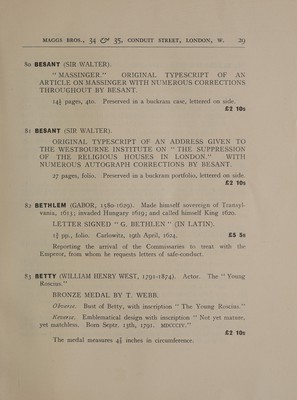 MAGGS BROS., 34 & 35, CONDUIT STREET, LONDON, W. 29
80 BESANT (SIR WALTER).
"MASSINGER." ORIGINAL TYPESCRIPT OF AN
ARTICLE ON MASSINGER WITH NUMEROUS CORRECTIONS
THROUGHOUT BY BESANT.
14½ pages, 4to. Preserved in a buckram case, lettered on side.
£2 10s
81 BESANT (SIR WALTER).
ORIGINAL TYPESCRIPT OF AN ADDRESS GIVEN TO
THE WESTBOURNE INSTITUTE ON "THE SUPPRESSION
OF THE RELIGIOUS HOUSES IN LONDON." WITH
NUMEROUS AUTOGRAPH CORRECTIONS BY BESANT.
27 pages, folio. Preserved in a buckram portfolio, lettered on side.
£2 10s
82 BETHLEM (GABOR, 1580-1629). Made himself sovereign of Transyl-
vania, 1613; invaded Hungary 1619; and called himself King 1620.
LETTER SIGNED "G. BETHLEN" (IN LATIN).
1½ pp., folio. Carlowitz, 19th April, 1624. £5 5s
Reporting the arrival of the Commissaries to treat with the
Emperor, from whom he requests letters of safe-conduct.
83 BETTY (WILLIAM HENRY WEST, 1791-1874). Actor. The "Young
Roscius."
BRONZE MEDAL BY T. WEBB.
Obverse. Bust of Betty, with inscription "The Young Roscius."
Reverse. Emblematical design with inscription "Not yet mature,
yet matchless. Born Septr. 13th, 1791. MDCCCIV."
£2 10s
The medal measures 4¾ inches in circumference.